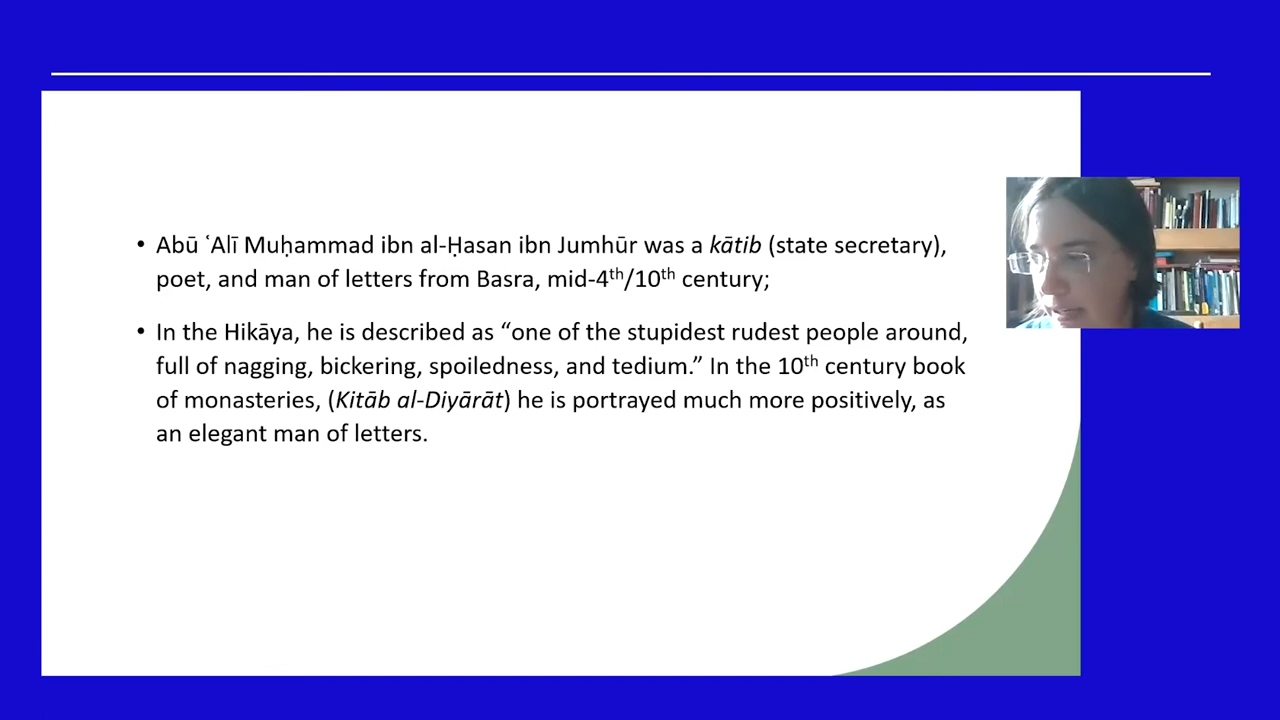 • Abū ʿAlī Muḥammad ibn al-Ḥasan ibn Jumhūr was a kātib (state secretary),
poet, and man of letters from Basra, mid-4th/10th century;
• In the Hikāya, he is described as “one of the stupidest rudest people around,
full of nagging, bickering, spoiledness, and tedium.” In the 10th century book
of monasteries, (Kitāb al-Diyārāt) he is portrayed much more positively, as
an elegant man of letters.